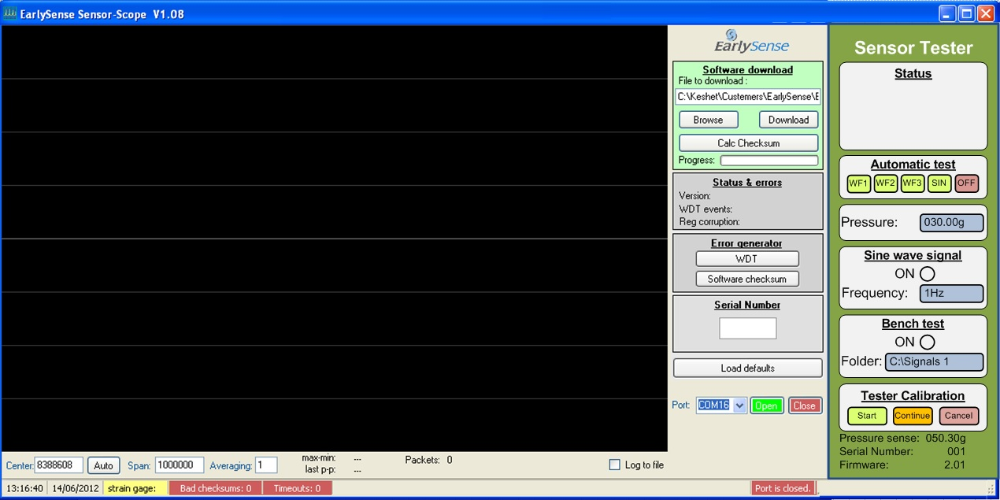 EarlySense Sensor-Scope V1.08
EarlySense
Software download
File to download :
C:\Keshet\Custemers\EarlySense\E
Browse
Download
Calc Checksum
Progress:
Status & errors
Version:
WDT events:
Reg corruption:
Error generator
WDT
Software checksum
Serial Number
Load defaults
Port: COM16 Open Close
Sensor Tester
Status
Automatic test
WF1 WF2 WF3 SIN OFF
Pressure: 030.00g
Sine wave signal
ON
Frequency: 1Hz
Bench test
ON
Folder: C:\Signals 1
Tester Calibration
Start Continue Cancel
Pressure sense: 050.30g
Serial Number: 001
Firmware: 2.01
Center: 8388608 Auto Span: 1000000 Averaging: 1
max-min: ---
last p-p: ---
Packets: 0
Log to file
13:16:40 14/06/2012 strain gage: Bad checksums: 0 Timeouts: 0 Port is closed.